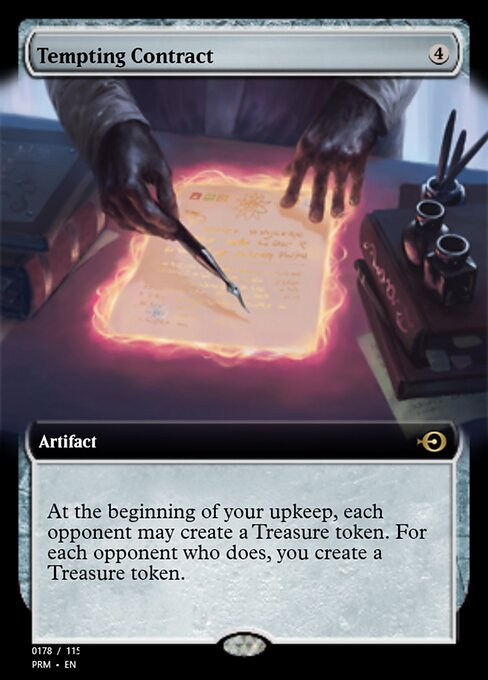 Tempting Contract 4
Artifact
At the beginning of your upkeep, each
opponent may create a Treasure token. For
each opponent who does, you create a
Treasure token.
0178 / 115
PRM • EN